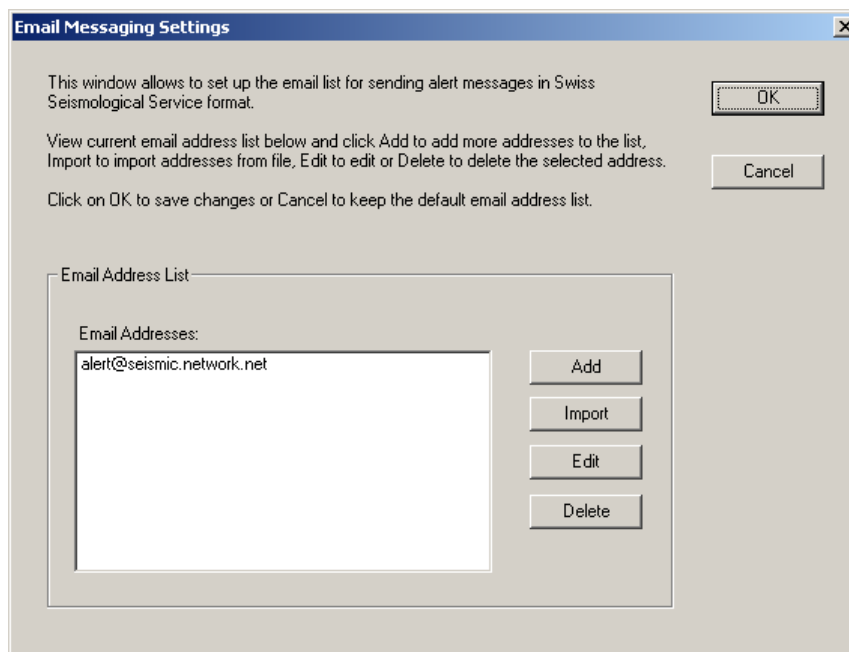 Email Messaging Settings
This window allows to set up the email list for sending alert messages in Swiss
Seismological Service format.
OK
View current email address list below and click Add to add more addresses to the list,
Import to import addresses from file, Edit to edit or Delete to delete the selected address.
Cancel
Click on OK to save changes or Cancel to keep the default email address list.
Email Address List
Email Addresses:
alert@seismic.network.net
Add
Import
Edit
Delete